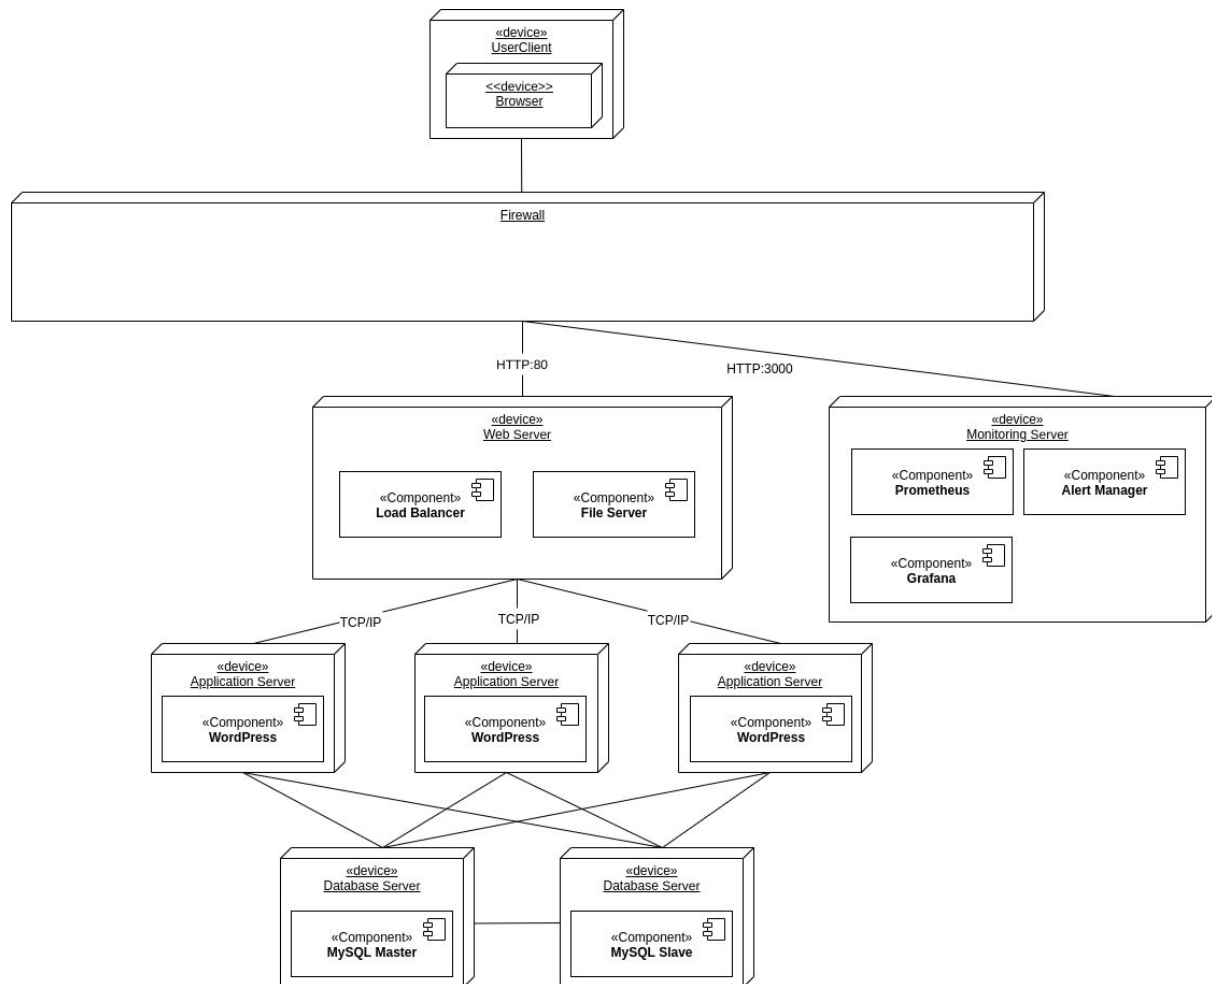 «device»
UserClient
<<device>>
Browser
Firewall
HTTP:80
HTTP:3000
«device»
Web Server
«Component»
Load Balancer
«Component»
File Server
«device»
Monitoring Server
«Component»
Prometheus
«Component»
Alert Manager
«Component»
Grafana
TCP/IP
TCP/IP
TCP/IP
«device»
Application Server
«Component»
WordPress
«device»
Application Server
«Component»
WordPress
«device»
Application Server
«Component»
WordPress
«device»
Database Server
«Component»
MySQL Master
«device»
Database Server
«Component»
MySQL Slave